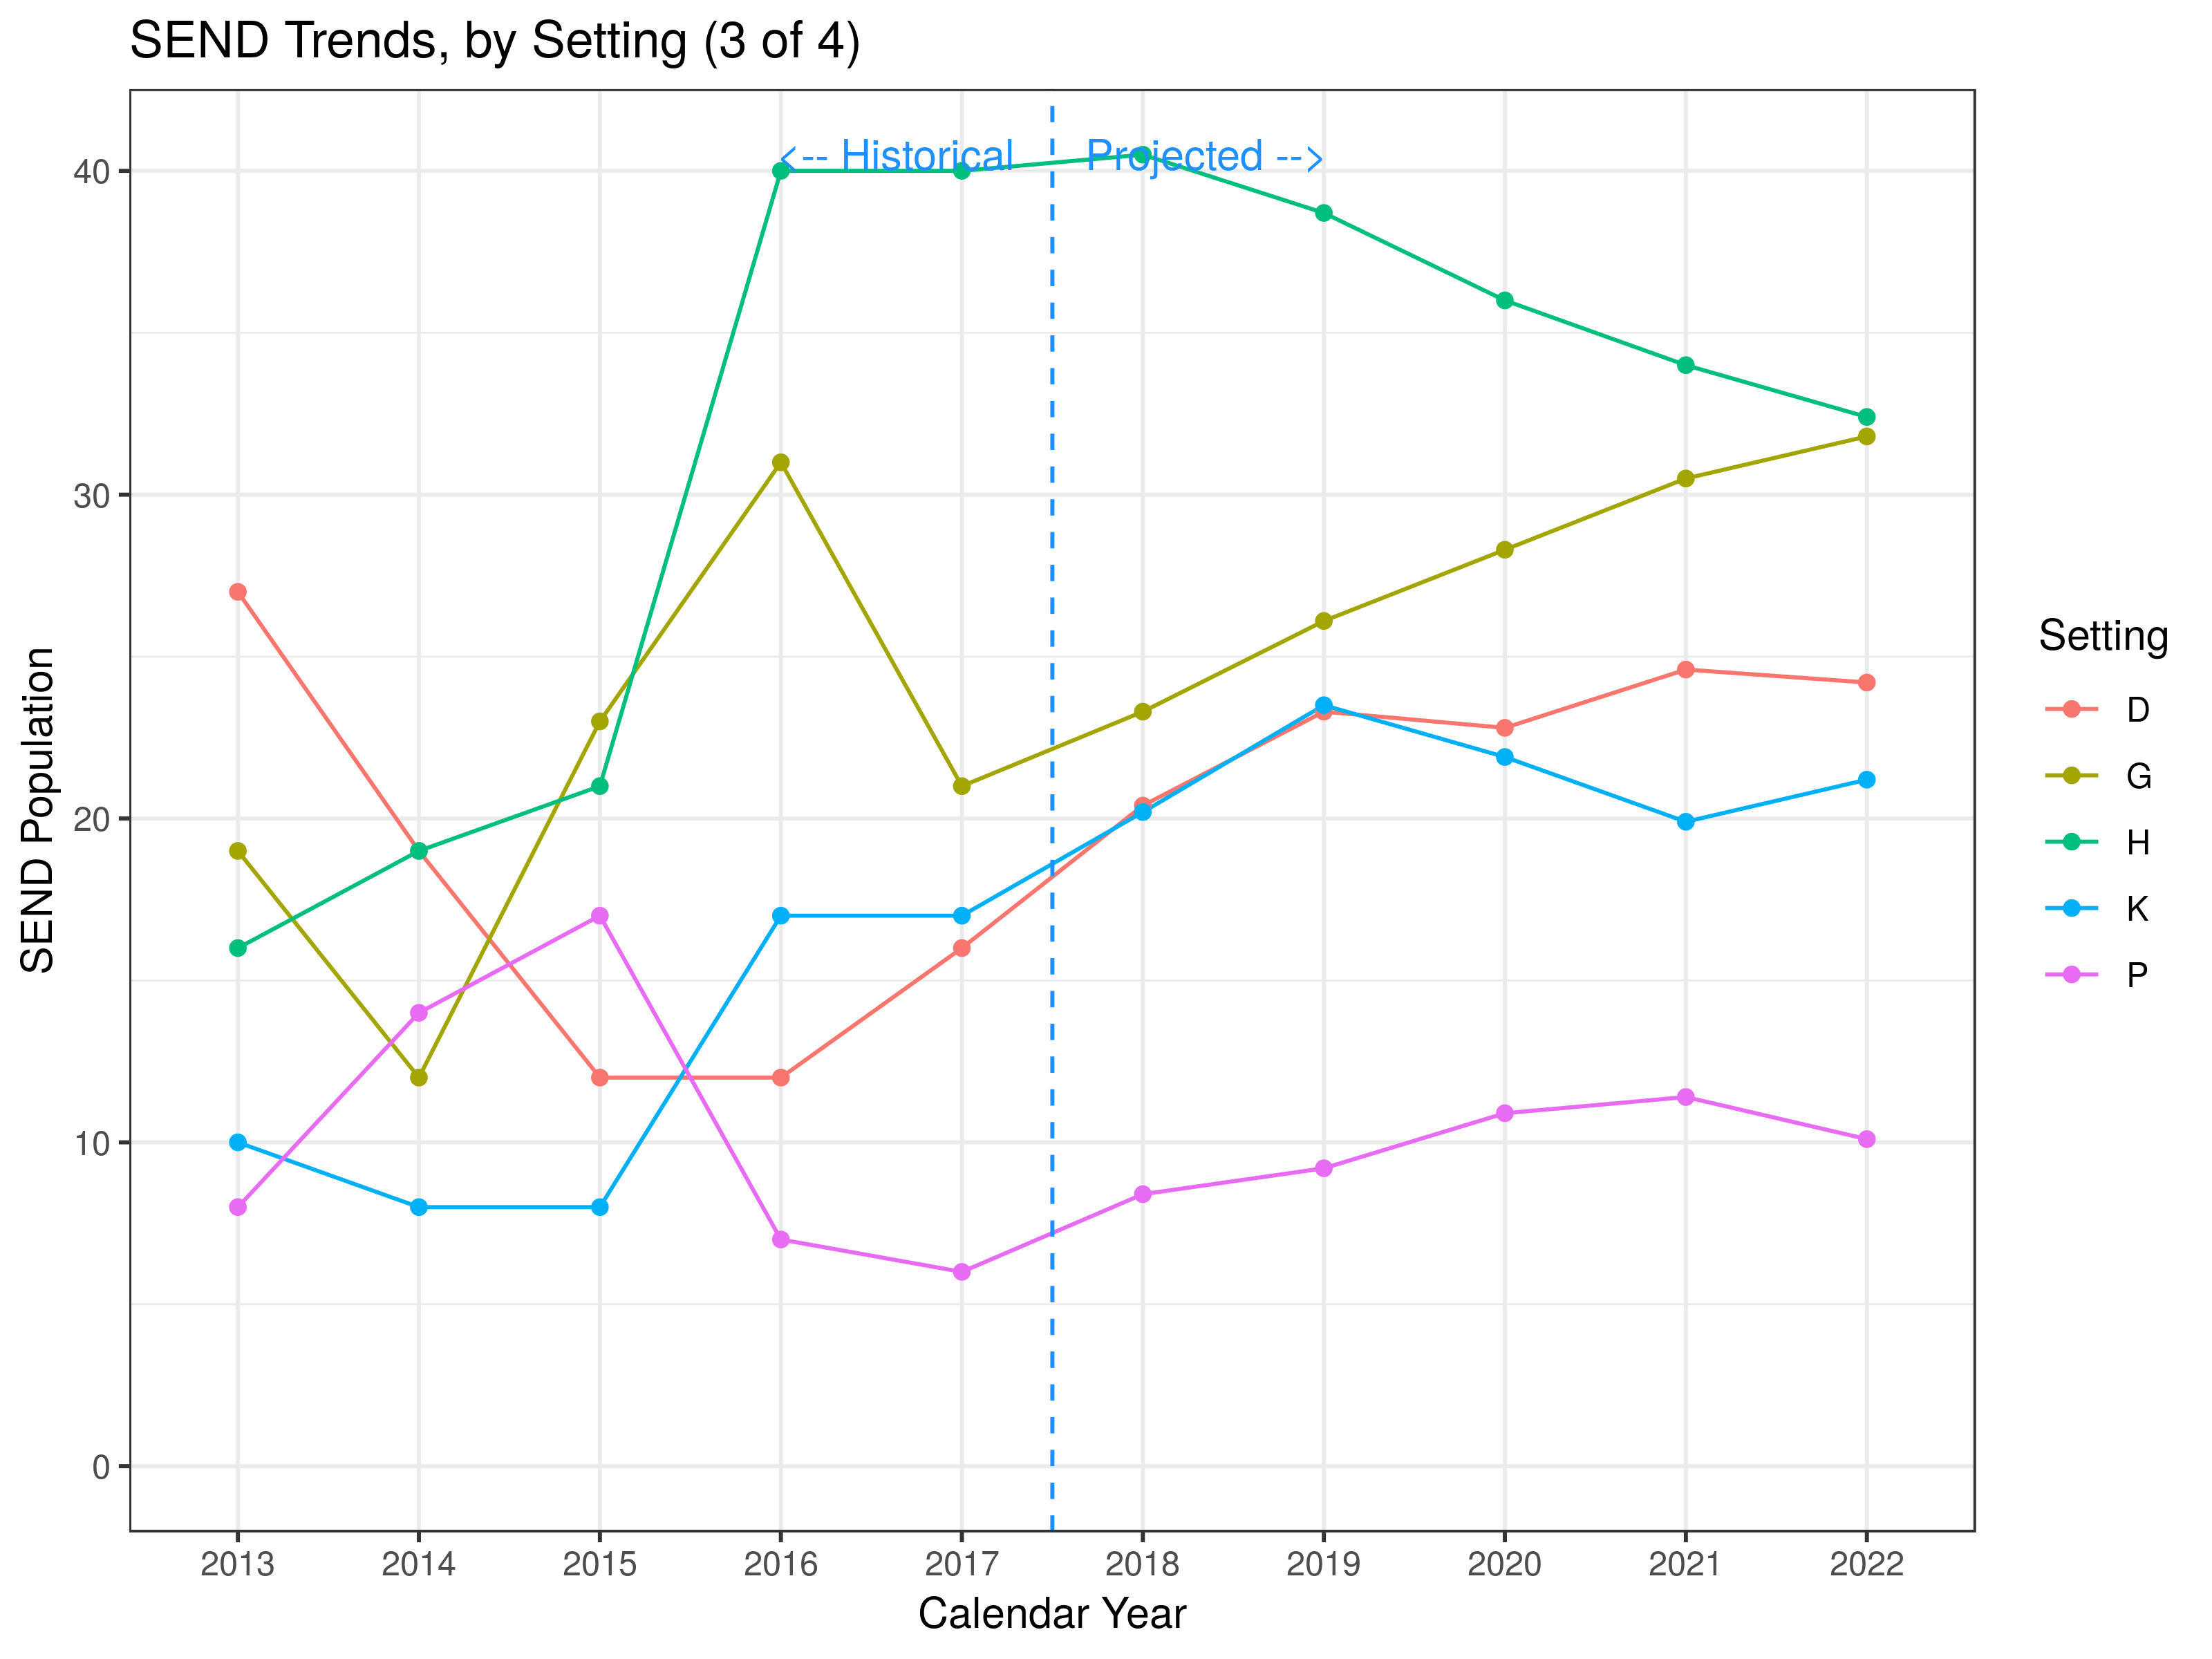 SEND Trends, by Setting (3 of 4)
<-- Historical
Projected -->
40
30
20
10
0
SEND Population
2013
2014
2015
2016
2017
2018
2019
2020
2021
2022
Calendar Year
Setting
D
G
H
K
P